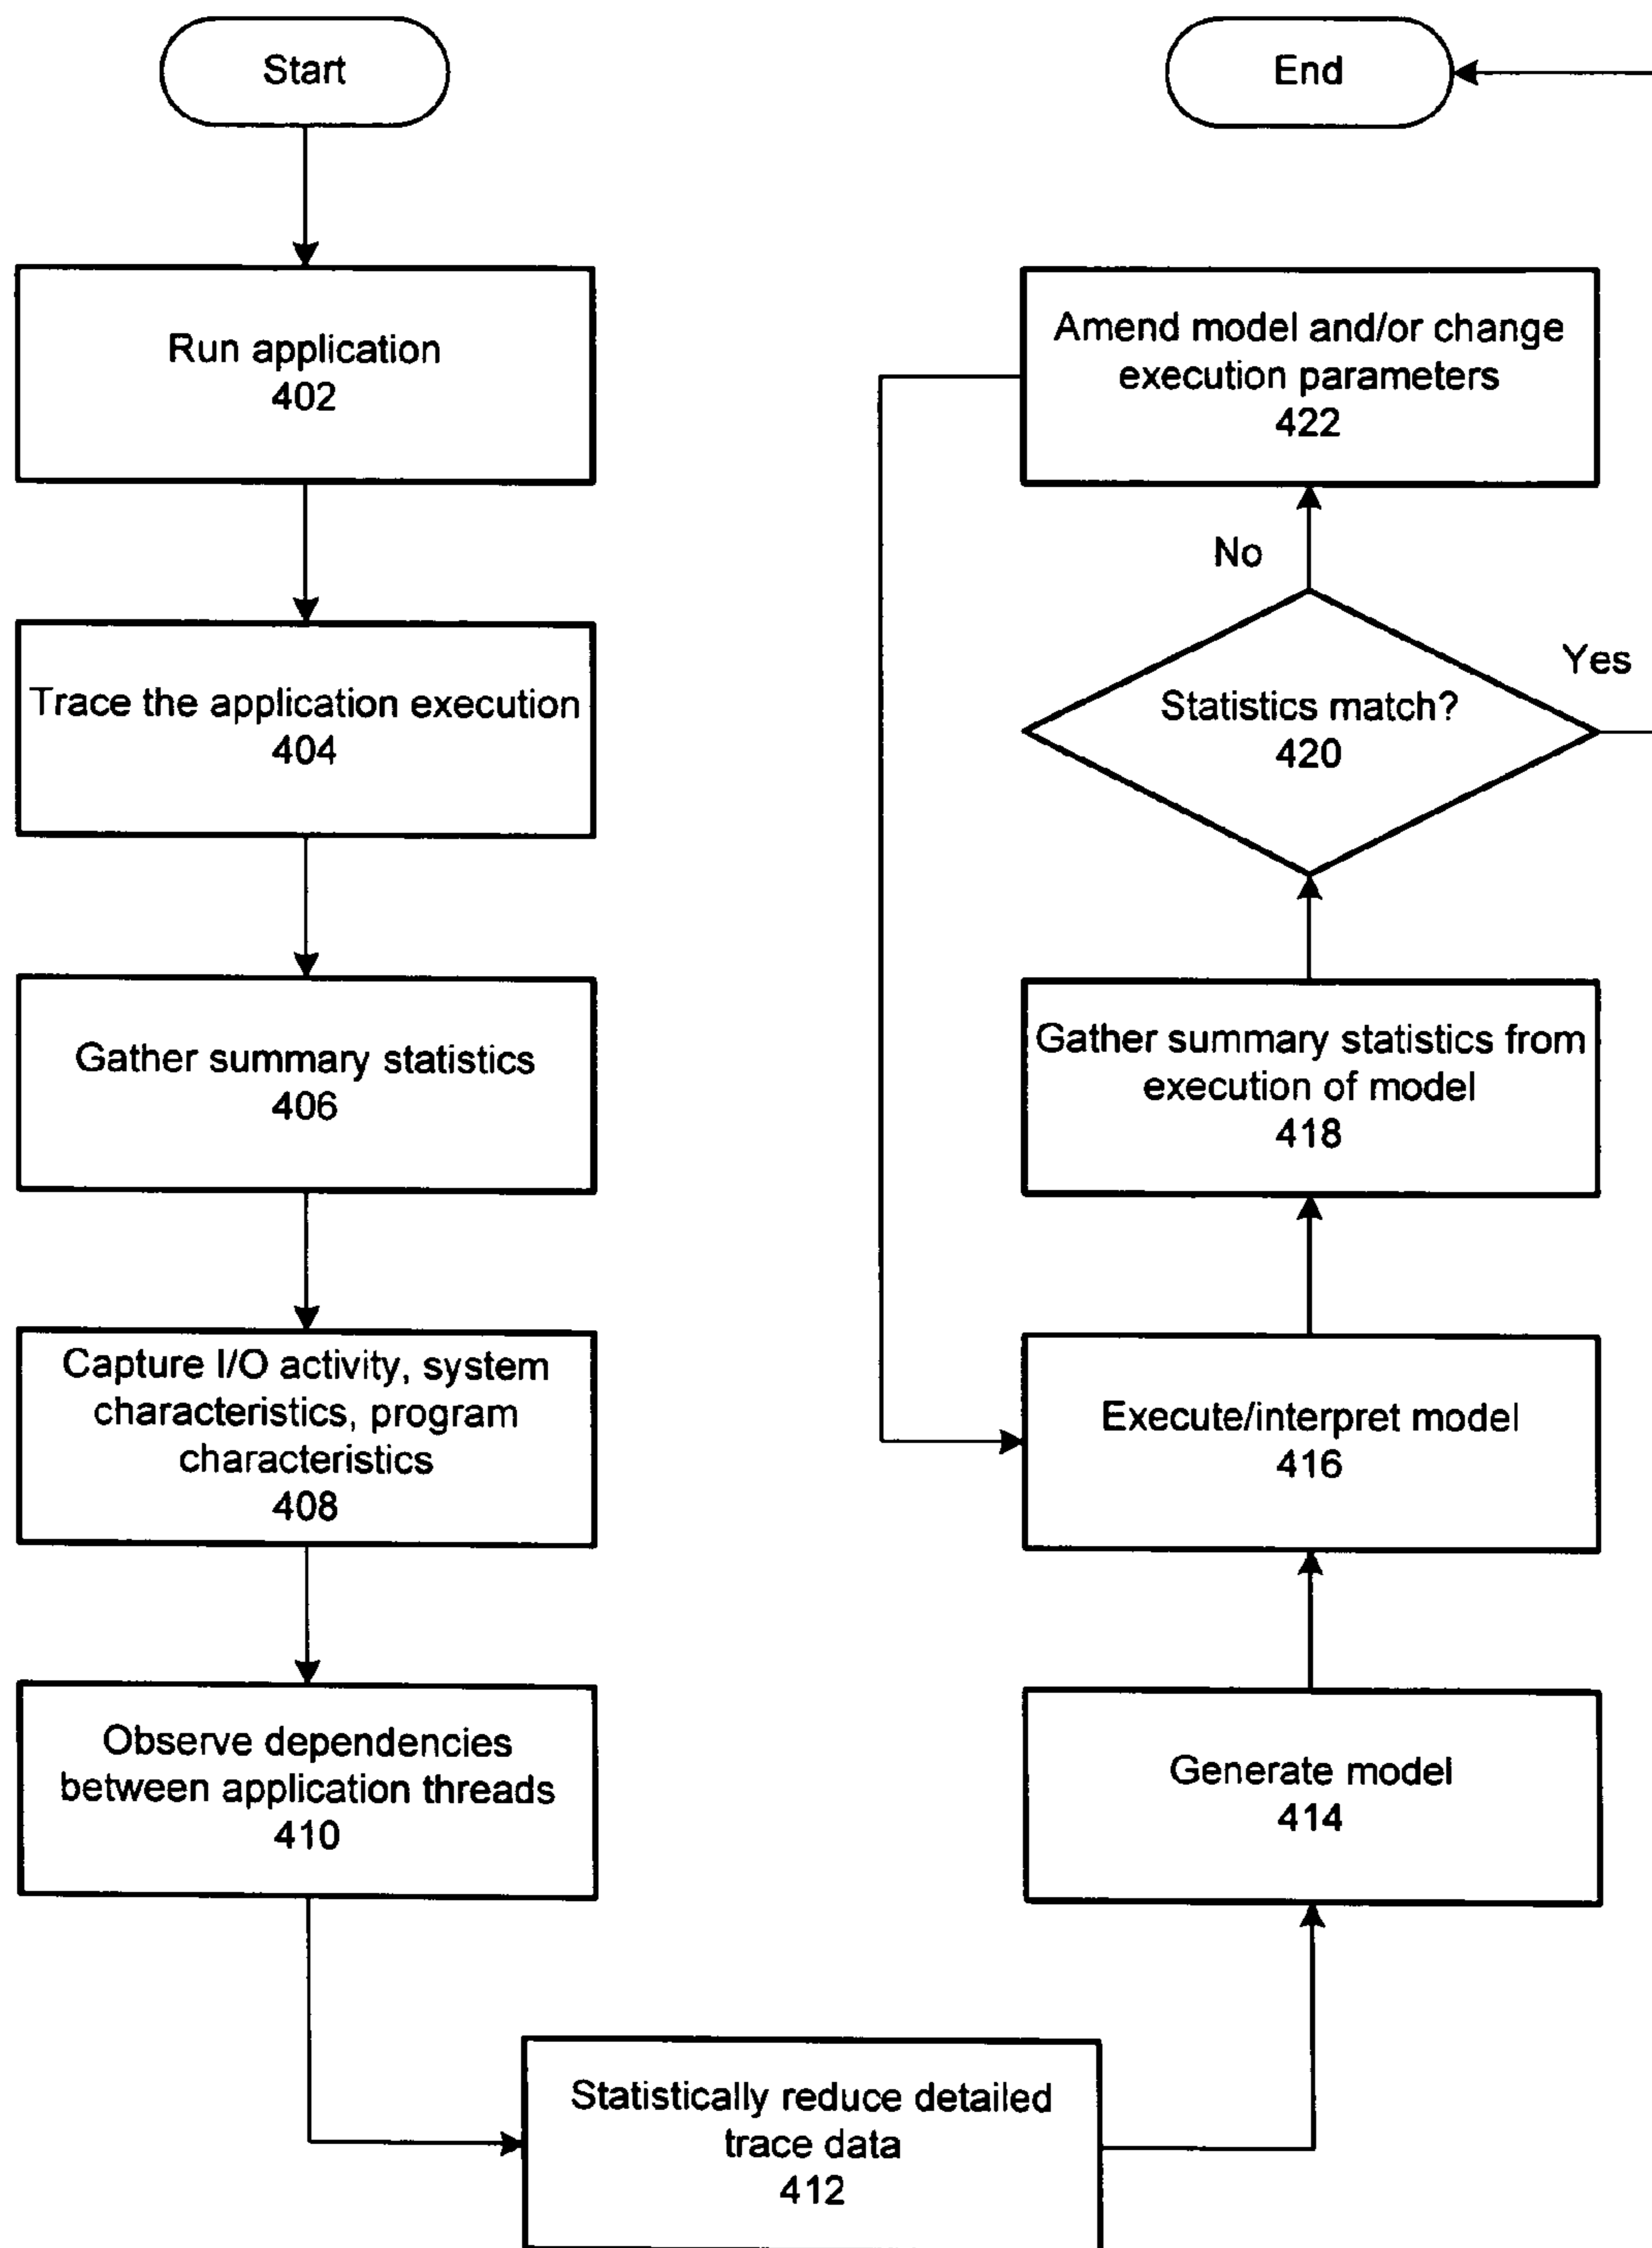 Start
Run application
402
Trace the application execution
404
Gather summary statistics
406
Capture I/O activity, system
characteristics, program
characteristics
408
Observe dependencies
between application threads
410
Statistically reduce detailed
trace data
412
Generate model
414
Execute/interpret model
416
Gather summary statistics from
execution of model
418
Statistics match?
420
Yes
No
Amend model and/or change
execution parameters
422
End